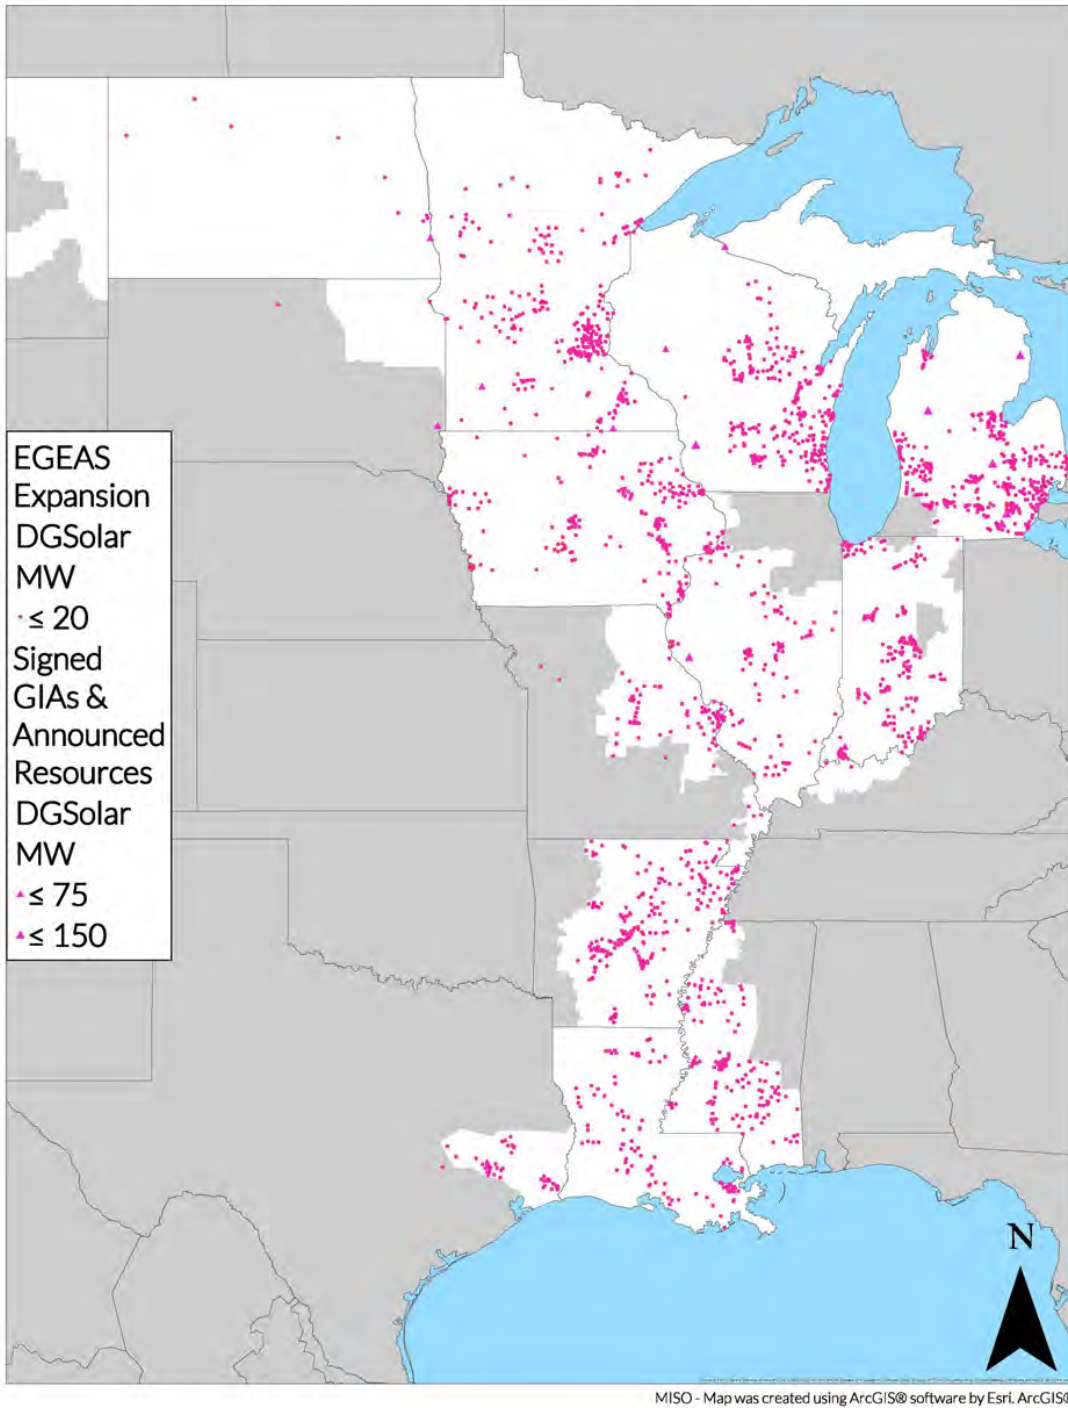 EGEAS
Expansion
DGSolar
MW
≤ 20
Signed
GIAs &
Announced
Resources
DGSolar
MW
≤ 75
≤ 150
N
MISO - Map was created using ArcGIS® software by Esri. ArcGIS®